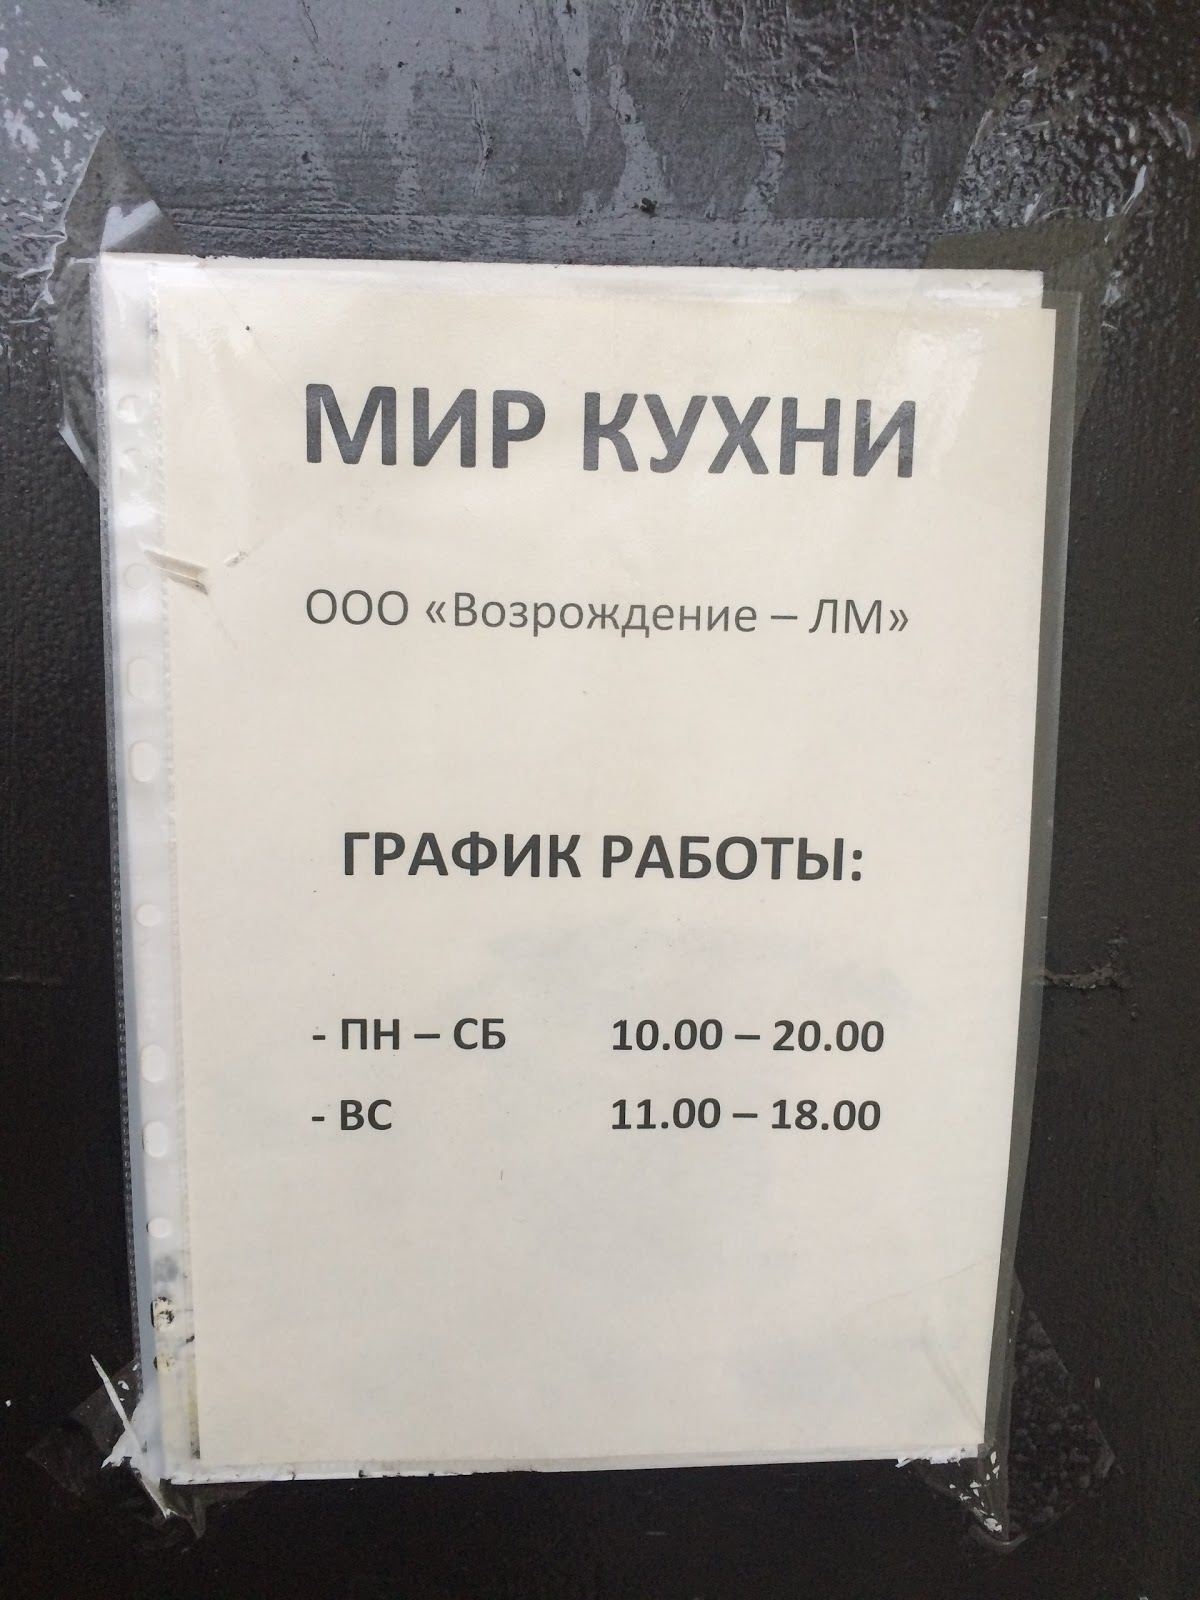 МИР КУХНИ
ООО «Возрождение – ЛМ»
ГРАФИК РАБОТЫ:
- ПН – СБ 10.00 – 20.00
- ВС 11.00 – 18.00